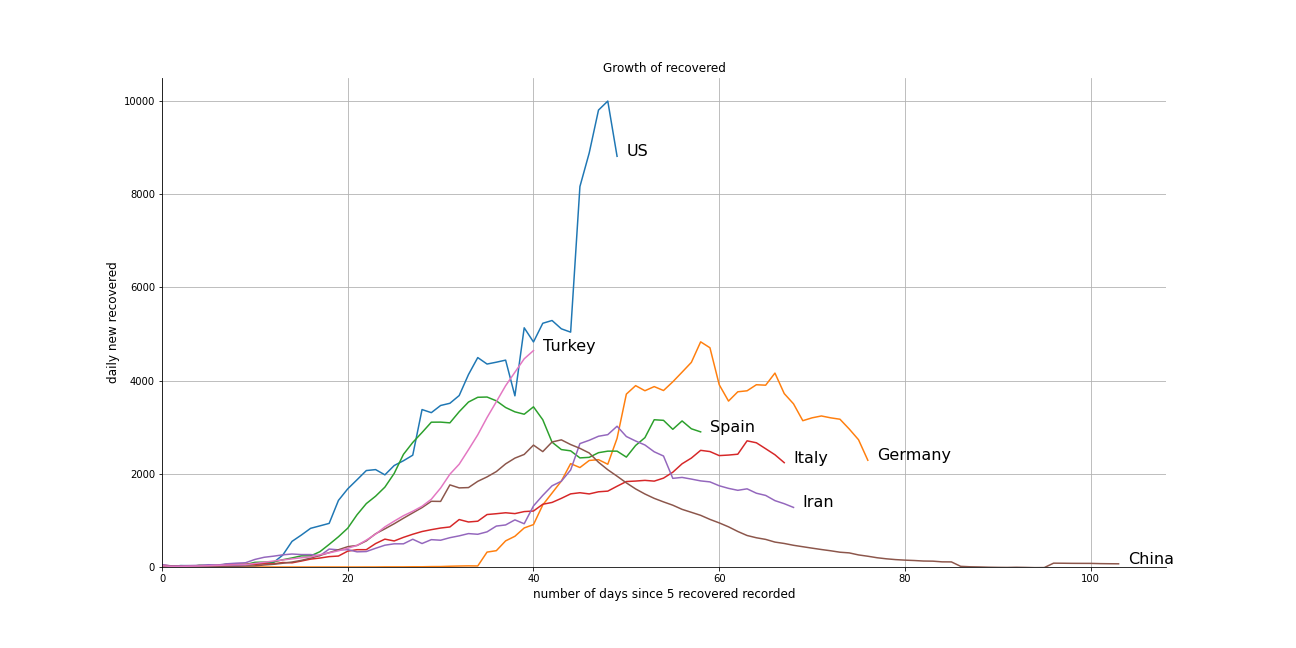 Growth of recovered
daily new recovered
10000
8000
6000
4000
2000
0
US
Turkey
Spain
Italy
Germany
Iran
China
0 20 40 60 80 100
number of days since 5 recovered recorded